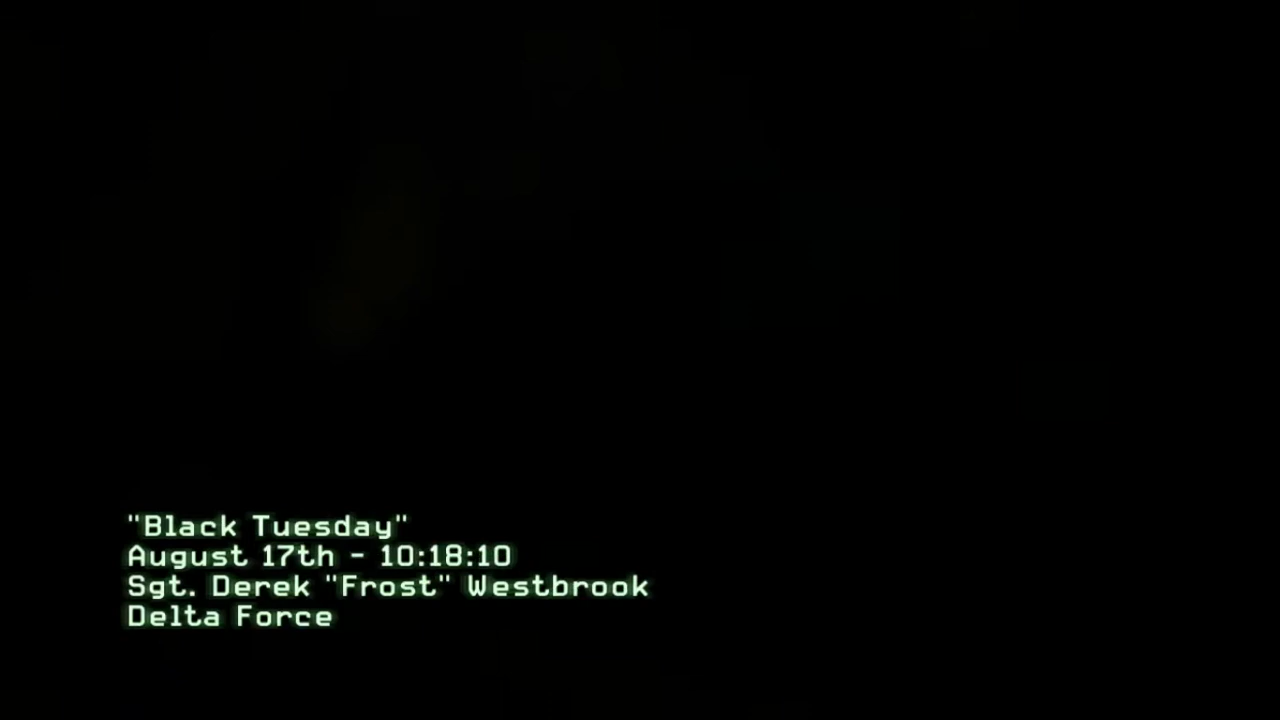 "Black Tuesday"
August 17th - 10:18:10
Sgt. Derek "Frost" Westbrook
Delta Force